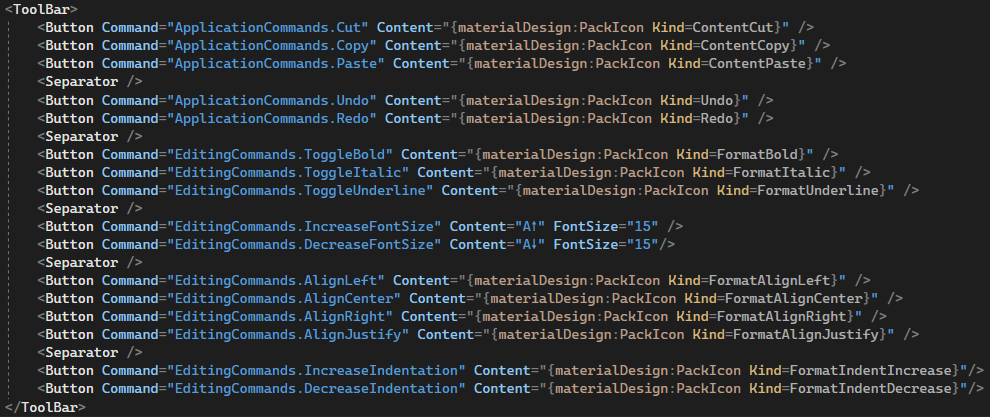 <ToolBar>
    <Button Command="ApplicationCommands.Cut" Content="{materialDesign:PackIcon Kind=ContentCut}" />
    <Button Command="ApplicationCommands.Copy" Content="{materialDesign:PackIcon Kind=ContentCopy}" />
    <Button Command="ApplicationCommands.Paste" Content="{materialDesign:PackIcon Kind=ContentPaste}" />
    <Separator />
    <Button Command="ApplicationCommands.Undo" Content="{materialDesign:PackIcon Kind=Undo}" />
    <Button Command="ApplicationCommands.Redo" Content="{materialDesign:PackIcon Kind=Redo}" />
    <Separator />
    <Button Command="EditingCommands.ToggleBold" Content="{materialDesign:PackIcon Kind=FormatBold}" />
    <Button Command="EditingCommands.ToggleItalic" Content="{materialDesign:PackIcon Kind=FormatItalic}" />
    <Button Command="EditingCommands.ToggleUnderline" Content="{materialDesign:PackIcon Kind=FormatUnderline}" />
    <Separator />
    <Button Command="EditingCommands.IncreaseFontSize" Content="A↑" FontSize="15" />
    <Button Command="EditingCommands.DecreaseFontSize" Content="A↓" FontSize="15"/>
    <Separator />
    <Button Command="EditingCommands.AlignLeft" Content="{materialDesign:PackIcon Kind=FormatAlignLeft}" />
    <Button Command="EditingCommands.AlignCenter" Content="{materialDesign:PackIcon Kind=FormatAlignCenter}" />
    <Button Command="EditingCommands.AlignRight" Content="{materialDesign:PackIcon Kind=FormatAlignRight}" />
    <Button Command="EditingCommands.AlignJustify" Content="{materialDesign:PackIcon Kind=FormatAlignJustify}" />
    <Separator />
    <Button Command="EditingCommands.IncreaseIndentation" Content="{materialDesign:PackIcon Kind=FormatIndentIncrease}"/>
    <Button Command="EditingCommands.DecreaseIndentation" Content="{materialDesign:PackIcon Kind=FormatIndentDecrease}"/>
</ToolBar>